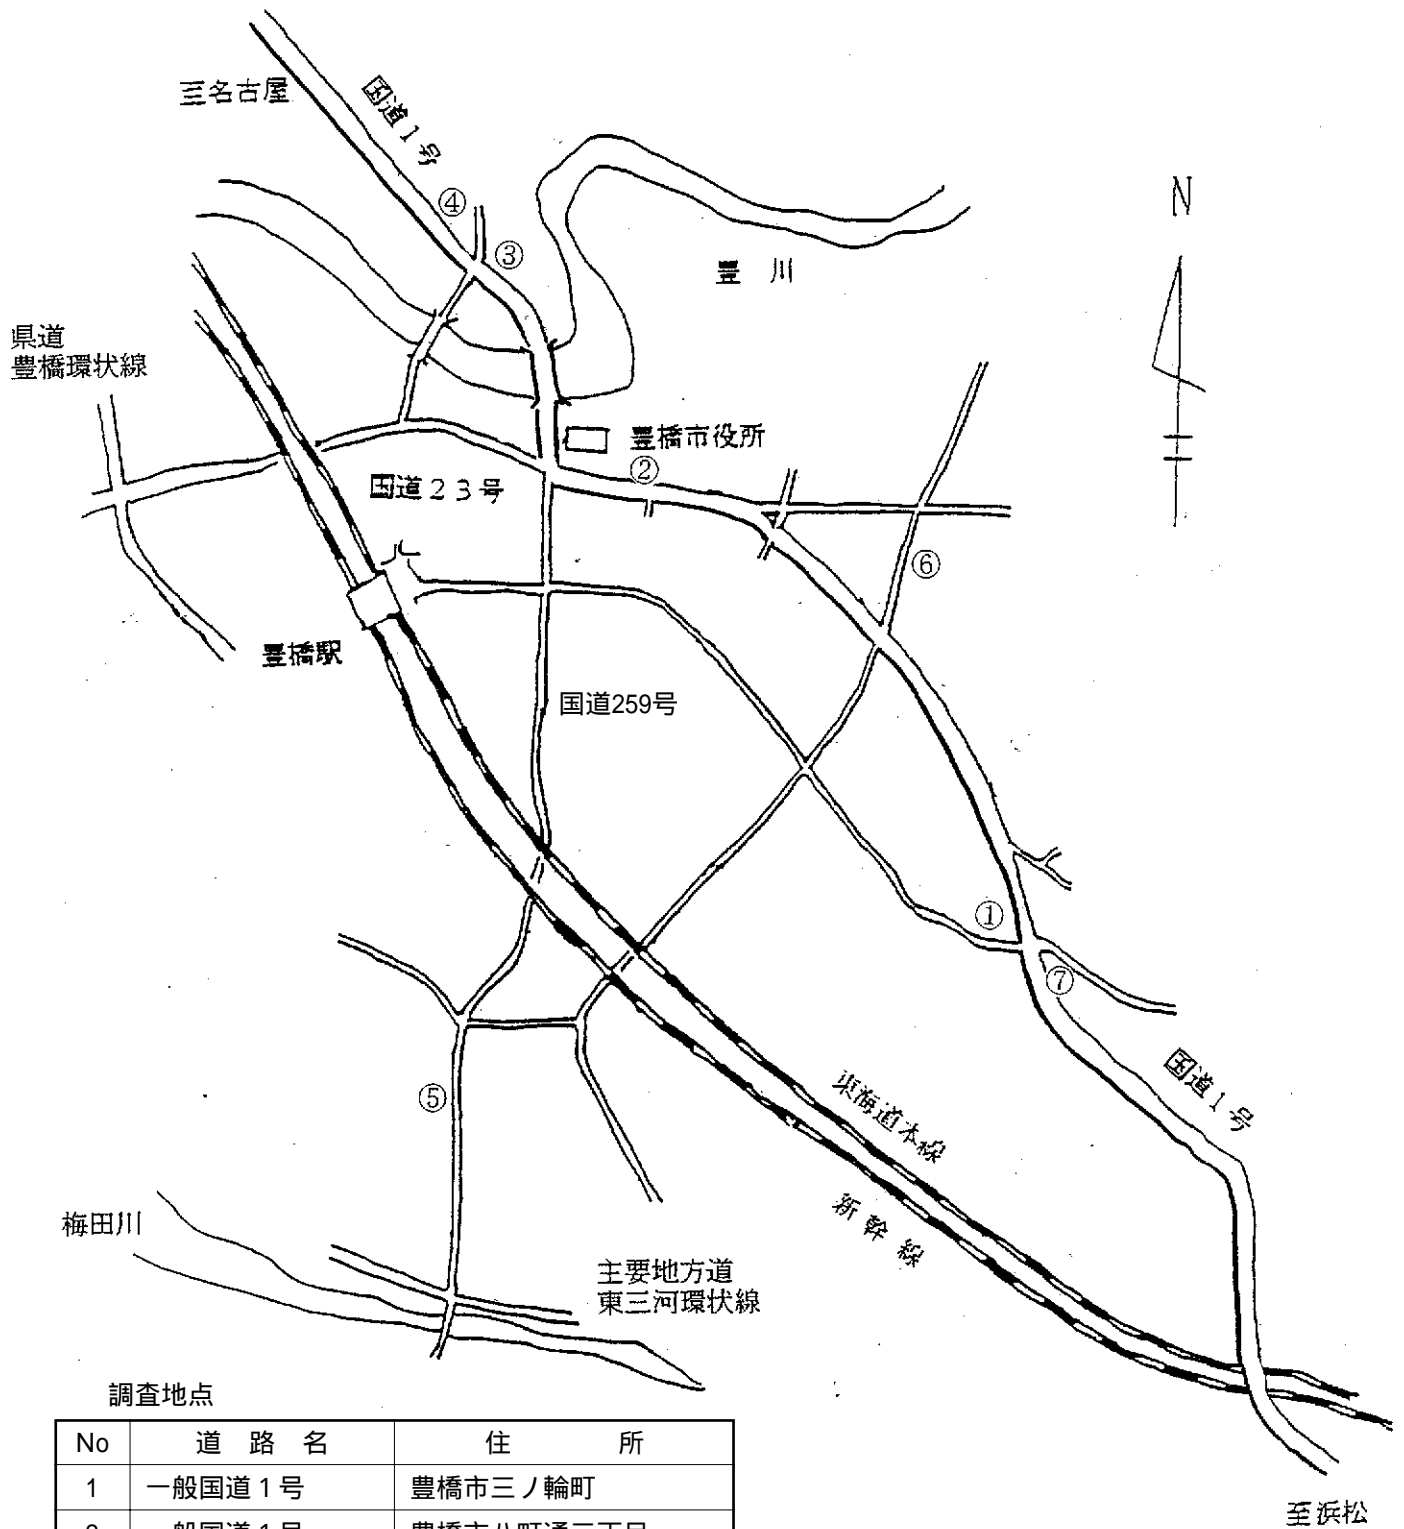 至名古屋
国道1号
④
③
N
豊 川
県道
豊橋環状線
豊橋市役所
②
国道23号
⑥
豊橋駅
国道259号
①
⑦
国道1号
⑤
東海道本線
新幹線
梅田川
主要地方道
東三河環状線
調査地点
No 道路名 住所
1 一般国道1号 豊橋市三ノ輪町
至浜松